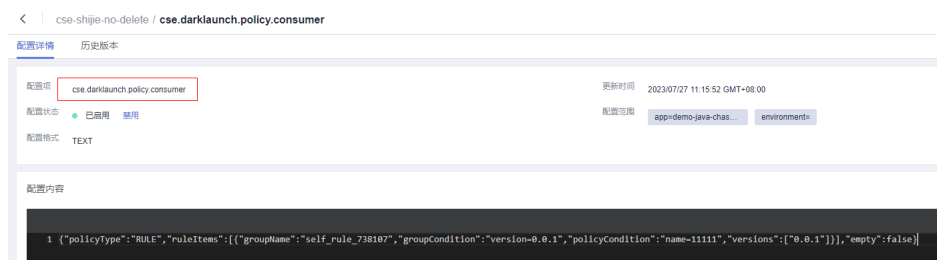 cse-shijie-no-delete / cse.darklaunch.policy.consumer
配置详情 历史版本
配置项 cse.darklaunch.policy.consumer 更新时间 2023/07/27 11:15:52 GMT+08:00
配置状态 已启用 禁用 配置范围 app=demo-java-chas... environment=
配置格式 TEXT
配置内容
1 {"policyType":"RULE","ruleItems":[{"groupName":"self_rule_738107","groupCondition":"version=0.0.1","policyCondition":"name=11111","versions":["0.0.1"]}],"empty":false}